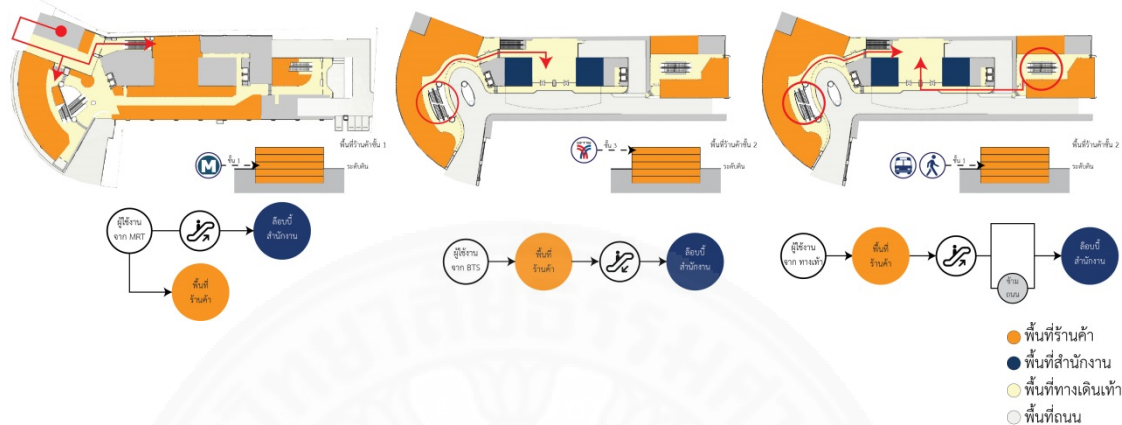 พื้นที่ร้านค้าชั้น 1
ชั้น 1
ระดับดิน
M
ผู้ใช้งาน
จาก MRT
ล็อบบี้
สำนักงาน
พื้นที่
ร้านค้า
พื้นที่ร้านค้าชั้น 2
ชั้น 3
ระดับดิน
ผู้ใช้งาน
จาก BTS
พื้นที่
ร้านค้า
ล็อบบี้
สำนักงาน
พื้นที่ร้านค้าชั้น 2
ชั้น 1
ระดับดิน
ผู้ใช้งาน
จาก ทางเท้า
พื้นที่
ร้านค้า
ข้าม
ถนน
ล็อบบี้
สำนักงาน
พื้นที่ร้านค้า
พื้นที่สำนักงาน
พื้นที่ทางเดินเท้า
พื้นที่ถนน